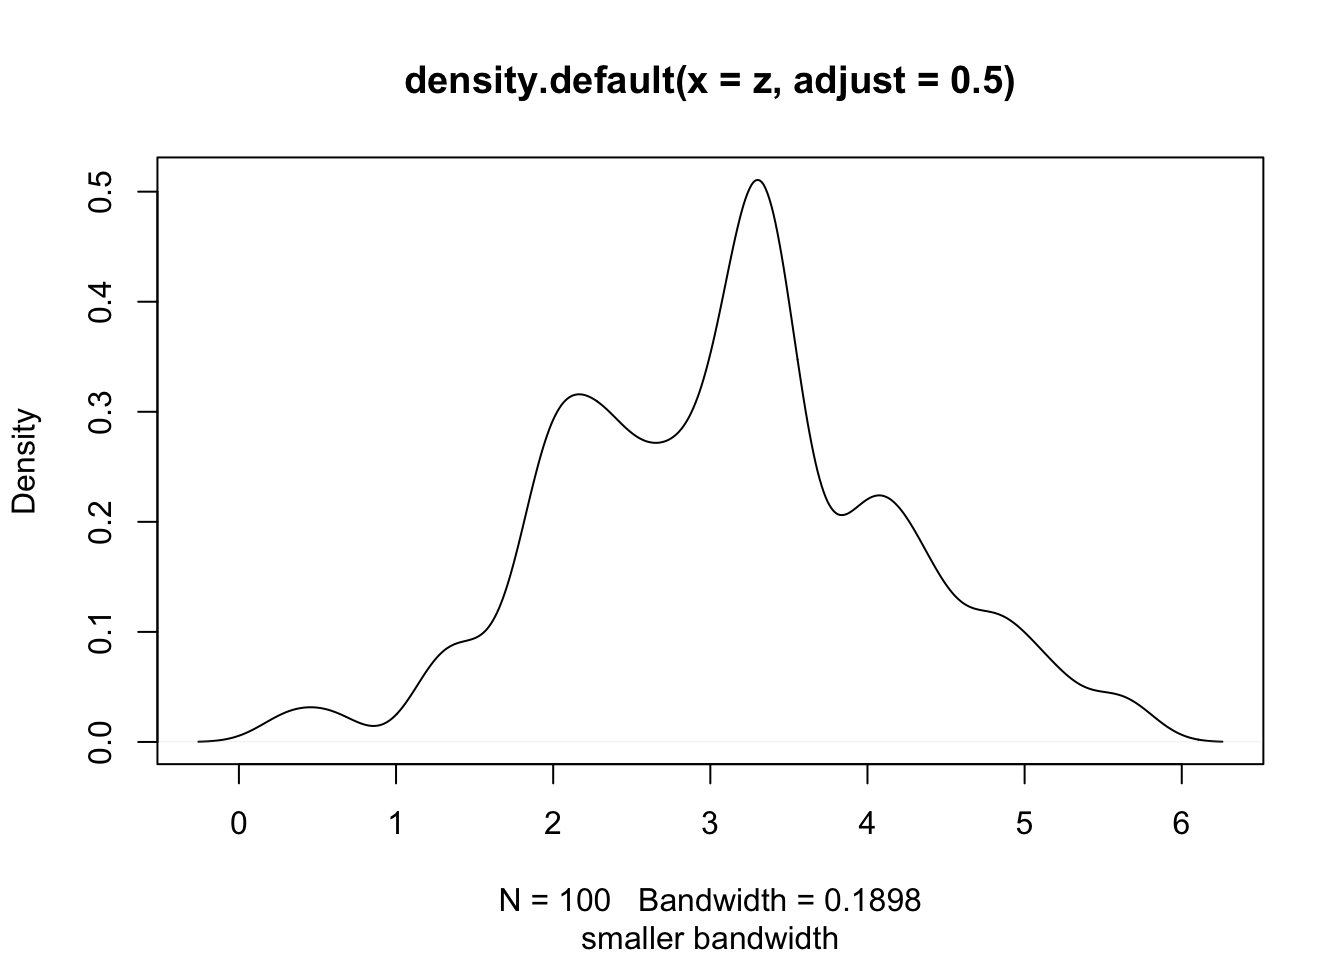 density.default(x = z, adjust = 0.5)
Density
0.5
0.4
0.3
0.2
0.1
0.0
0 1 2 3 4 5 6
N = 100 Bandwidth = 0.1898
smaller bandwidth